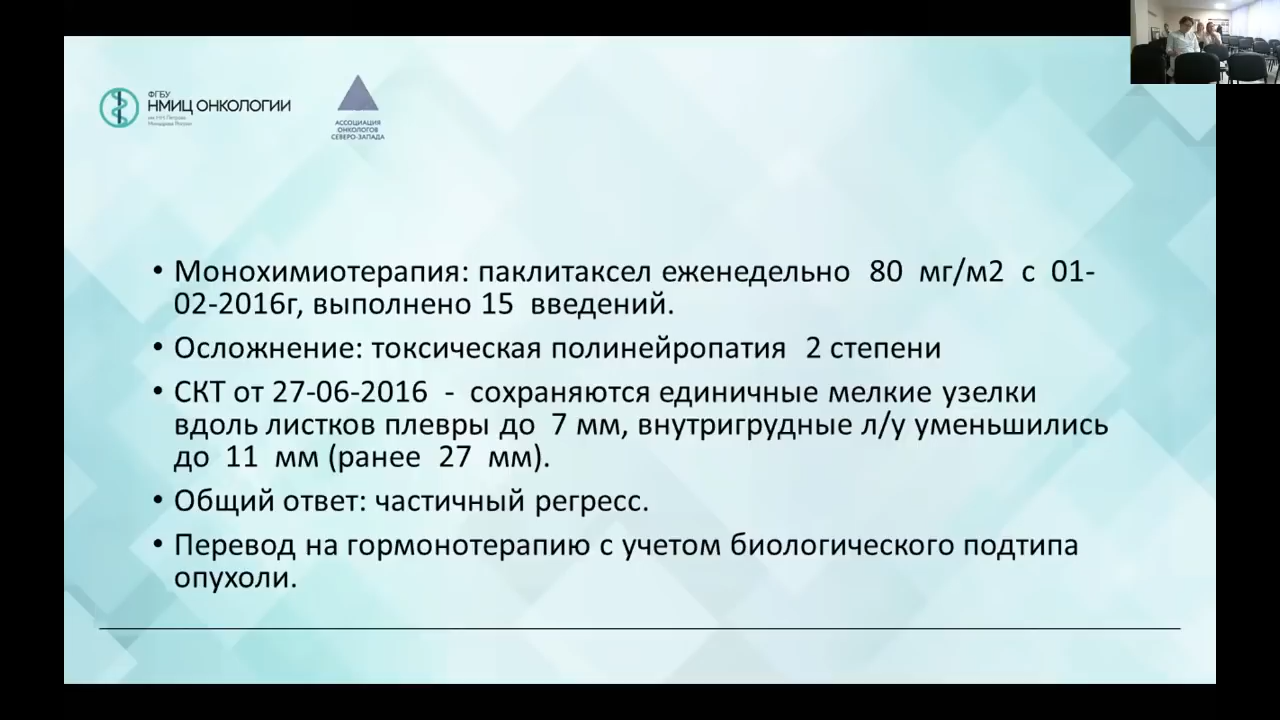 ФГБУ
НМИЦ ОНКОЛОГИИ
им. Н.Н. Петрова
Минздрава России
АССОЦИАЦИЯ
ОНКОЛОГОВ
СЕВЕРО-ЗАПАДА
• Монохимиотерапия: паклитаксел еженедельно 80 мг/м2 с 01-
02-2016г, выполнено 15 введений.
• Осложнение: токсическая полинейропатия 2 степени
• СКТ от 27-06-2016 - сохраняются единичные мелкие узелки
вдоль листков плевры до 7 мм, внутригрудные л/у уменьшились
до 11 мм (ранее 27 мм).
• Общий ответ: частичный регресс.
• Перевод на гормонотерапию с учетом биологического подтипа
опухоли.